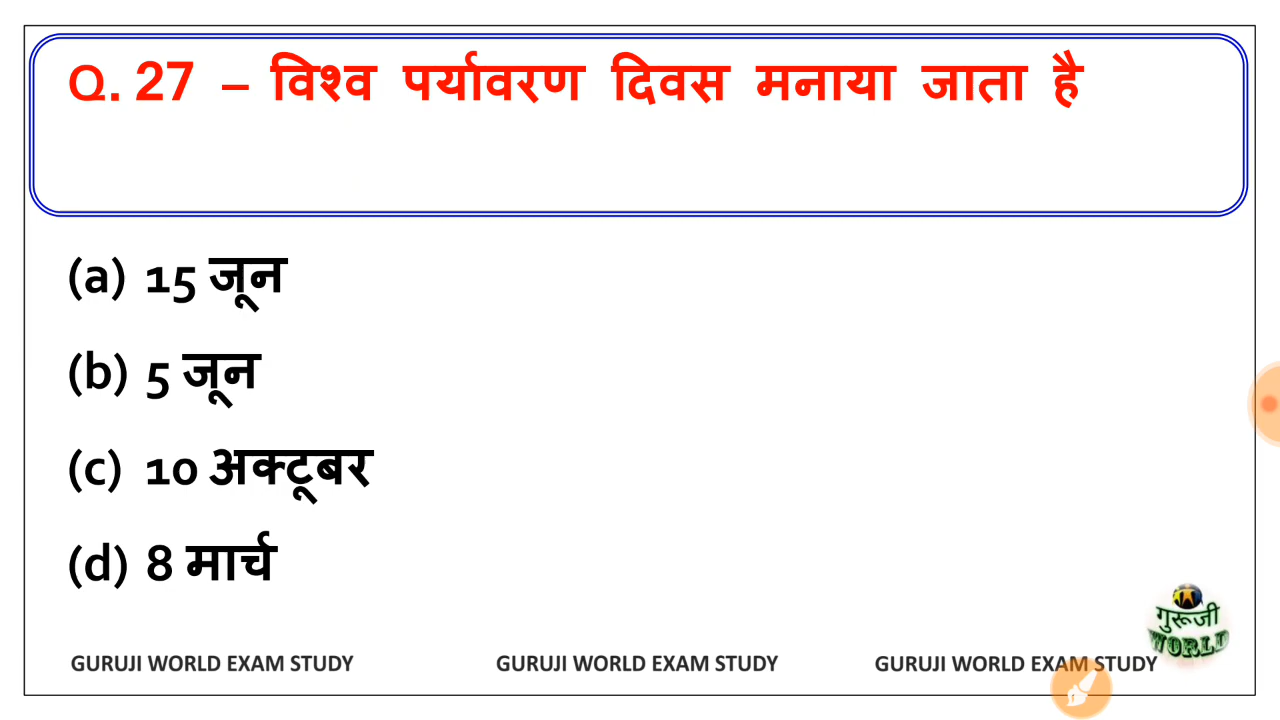 Q. 27 – विश्व पर्यावरण दिवस मनाया जाता है
(a) 15 जून
(b) 5 जून
(c) 10 अक्टूबर
(d) 8 मार्च
गुरूजी
WORLD
GURUJI WORLD EXAM STUDY GURUJI WORLD EXAM STUDY GURUJI WORLD EXAM STUDY